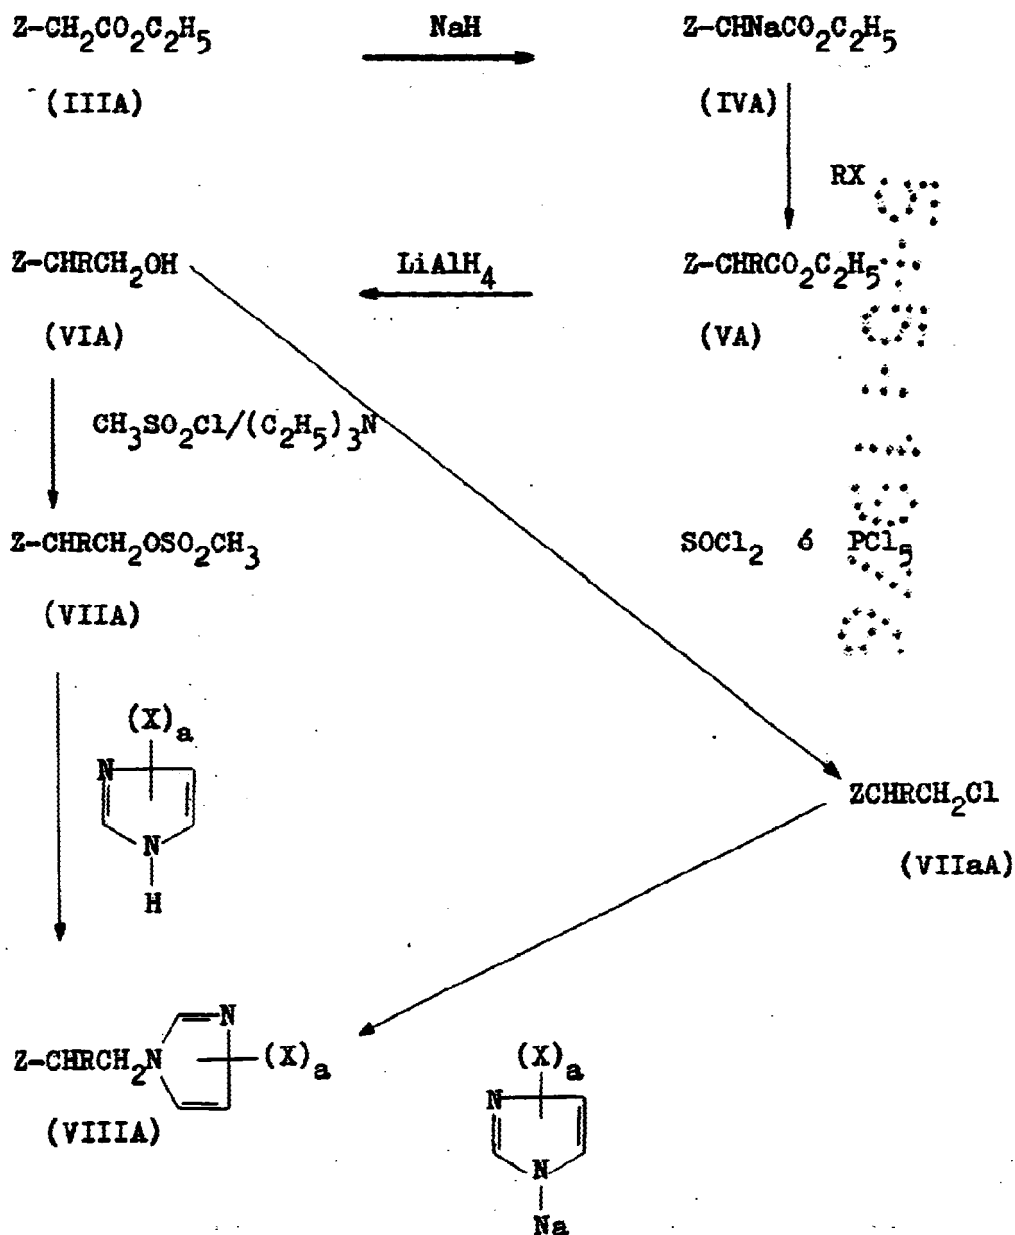 Z-CH₂CO₂C₂H₅ NaH Z-CHNaCO₂C₂H₅
(IIIA) (IVA)
RX
Z-CHRCH₂OH LiAlH₄ Z-CHRCO₂C₂H₅
(VIA) (VA)
CH₃SO₂Cl/(C₂H₅)₃N
Z-CHRCH₂OSO₂CH₃ SOCl₂ ó PCl₅
(VIIA)
(X)ₐ
N
N
H
ZCHRCH₂Cl
(VIIaA)
N
Z-CHRCH₂N (X)ₐ
(VIIIA)
(X)ₐ
N
N
Na